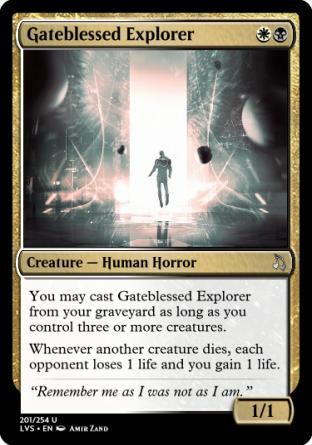 Gateblessed Explorer
Creature — Human Horror
You may cast Gateblessed Explorer
from your graveyard as long as you
control three or more creatures.
Whenever another creature dies, each
opponent loses 1 life and you gain 1 life.
“Remember me as I was not as I am.”
1/1
201/254 U
LVS • EN Amir Zand